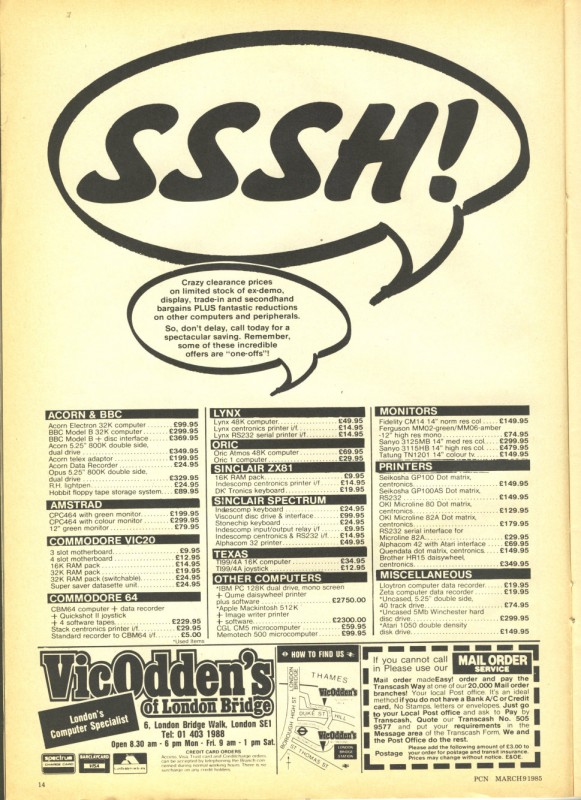 SSSH!
Crazy clearance prices
on limited stock of ex-demo,
display, trade-in and secondhand
bargains PLUS fantastic reductions
on other computers and peripherals.
So, don't delay, call today for a
spectacular saving. Remember,
some of these incredible
offers are "one-offs"!
ACORN & BBC
Acorn Electron 32K computer £99.95
BBC Model B 32K computer £299.95
BBC Model B + disc interface £369.95
Acorn 5.25" 800K double side,
dual drive £349.95
Acorn telex adaptor £199.95
Acorn Data Recorder £24.95
Opus 5.25" 800K double side,
dual drive £329.95
R.H. lightpen £24.95
Hobbit floppy tape storage system £89.95
AMSTRAD
CPC464 with green monitor £199.95
CPC464 with colour monitor £299.95
12" green monitor £79.95
COMMODORE VIC20
3 slot motherboard £9.95
4 slot motherboard £12.95
16K RAM pack £14.95
32K RAM pack £19.95
32K RAM pack (switchable) £24.95
Super saver datasette unit £34.95
COMMODORE 64
CBM64 computer + data recorder
+ Quickshot II joystick
+ 4 software tapes £229.95
Stack centronics printer i/f £29.95
Standard recorder to CBM64 i/f £5.00
*Used Items
LYNX
Lynx 48K computer £49.95
Lynx centronics printer i/f £14.95
Lynx RS232 serial printer i/f £14.95
ORIC
Oric Atmos 48K computer £69.95
Oric 1 computer £29.95
SINCLAIR ZX81
16K RAM pack £9.95
Indescomp centronics printer i/f £14.95
DK'Tronics keyboard £19.95
SINCLAIR SPECTRUM
Indescomp keyboard £24.95
Viscount disc drive & interface £99.95
Stonechip keyboard £24.95
Indescomp input/output relay i/f £9.95
Indescomp centronics & RS232 i/f £14.95
Alphacom 32 printer £49.95
TEXAS
TI99/4A 16K computer £34.95
TI99/4A joystick £12.95
OTHER COMPUTERS
*IBM PC 128K dual drive, mono screen
+ Qume daisywheel printer
plus software £2750.00
*Apple Mackintosh 512K
+ Image writer printer
+ software £2300.00
CGL CM5 microcomputer £59.95
Memotech 500 microcomputer £99.95
MONITORS
Fidelity CM14 14" norm res col £149.95
Ferguson MM02-green/MM06-amber
-12" high res mono £74.95
Sanyo 3125MB 14" med res col £299.95
Sanyo 3115HB 14" high res col £479.95
Tatung TN1201 14" colour tv £149.95
PRINTERS
Seikosha GP100 Dot matrix,
centronics £149.95
Seikosha GP100AS Dot matrix,
RS232 £149.95
OKI Microline 80 Dot matrix,
centronics £129.95
OKI Microline 82A Dot matrix,
centronics £179.95
RS232 serial interface for
Microline 82A £29.95
Alphacom 42 with Atari interface £69.95
Quendata dot matrix, centronics £149.95
Brother HR15 daisywheel,
centronics £349.95
MISCELLANEOUS
Lloytron computer data recorder £19.95
Zeta computer data recorder £19.95
*Uncased, 5.25" double side,
40 track drive £74.95
*Uncased 5Mb Winchester hard
disc drive £299.95
*Atari 1050 double density
disk drive £149.95
VicOdden's
of London Bridge
London's
Computer Specialist
6, London Bridge Walk, London SE1
Tel: 01 403 1988
Open 8.30 am - 6 pm Mon - Fri. 9 am - 1 pm Sat.
spectrum
BARCLAYCARD
VISA
CREDIT CARD ORDERS
HOW TO FIND US
THAMES
VicOdden's
LONDON BRIDGE
BOROUGH HIGH ST
DUKE ST HILL
VicOdden's
LONDON BRIDGE STATION
ST THOMAS ST
If you cannot call
in Please use our
MAIL ORDER
SERVICE
Mail order made Easy! order and pay the
Transcash Way at one of our 20,000 Mail order
branches! Your local Post office. It's an ideal
method if you do not have a Bank A/C or Credit
card. No Stamps, letters or envelopes. Just go
to your Local Post office and ask to Pay by
Transcash, Quote our Transcash No. 505
9577 and put your requirements in the
Message area of the Transcash Form. We and
the Post Office do the rest.
Postage
Please add the following amount of £3.00 to
your order for postage and transit insurance.
Prices may change without notice. E&OE.
14
PCN MARCH 9 1985